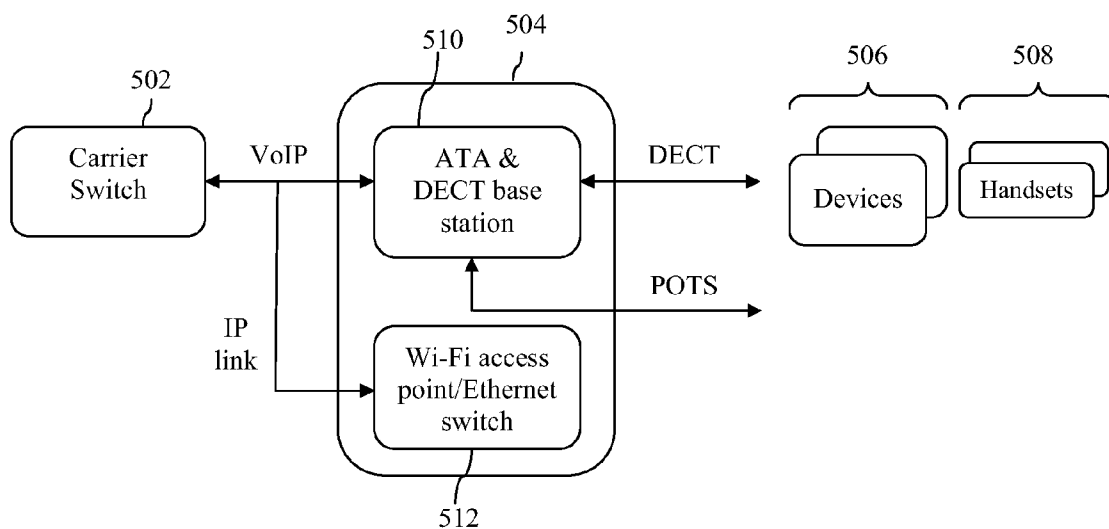 510
504
506
508
502
Carrier
Switch
VoIP
ATA &
DECT base
station
DECT
Devices
Handsets
POTS
IP
link
Wi-Fi access
point/Ethernet
switch
512